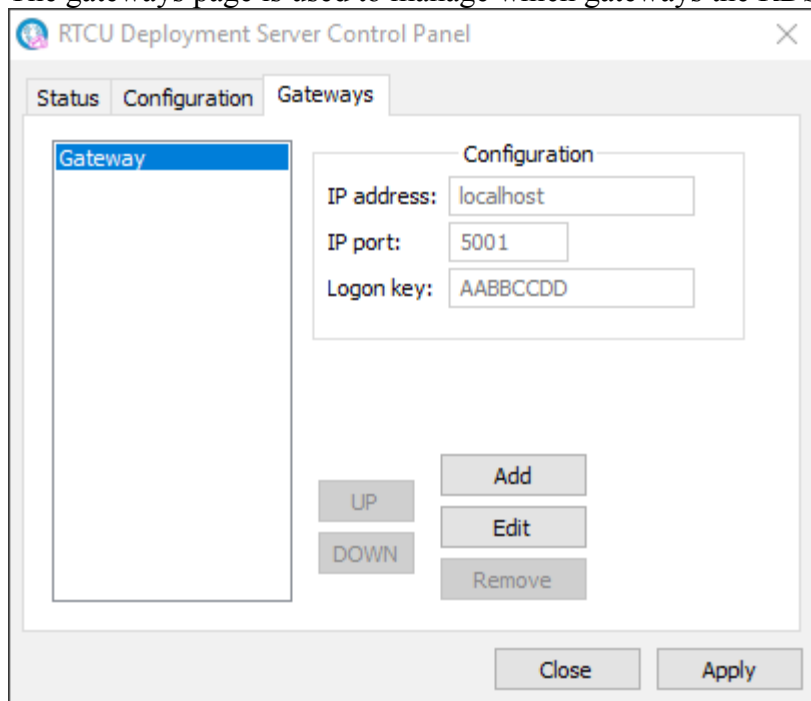 The gateways page is used to manage which gateways the RDS
RTCU Deployment Server Control Panel
Status Configuration Gateways
Gateway
Configuration
IP address: localhost
IP port: 5001
Logon key: AABBCCDD
Add
UP
Edit
DOWN
Remove
Close Apply